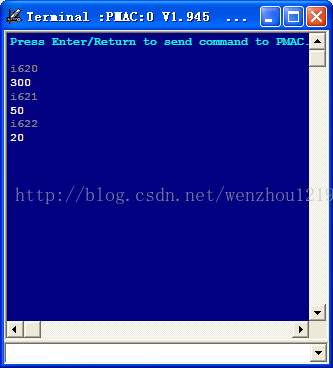 Terminal :PMAC:0 V1.945 ...
Press Enter/Return to send command to PMAC.
i620
300
i621
50
i622
20
http://blog.csdn.net/wenzhou1219